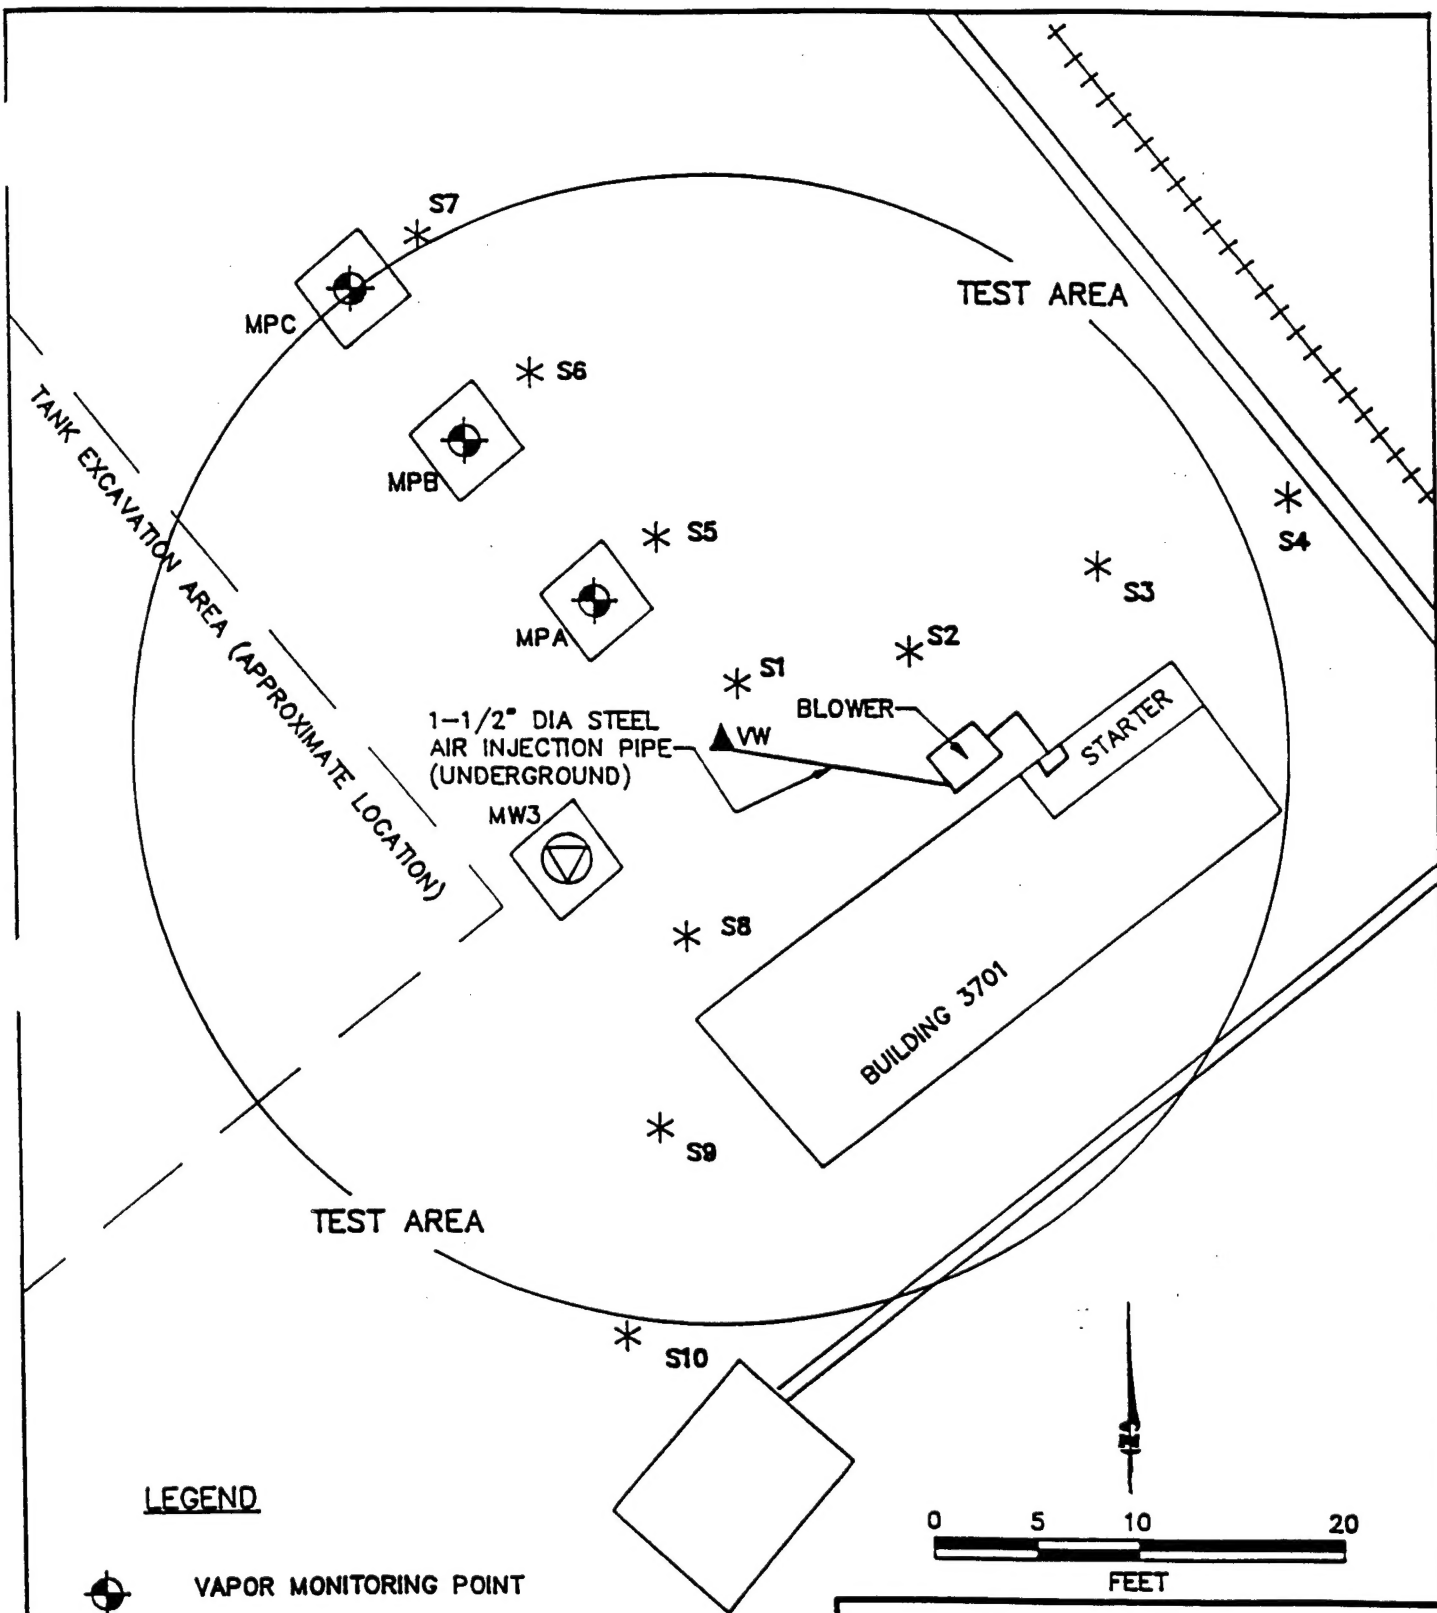 S7
TEST AREA
MPC
S6
TANK EXCAVATION AREA (APPROXIMATE LOCATION)
MPB
S4
S5
S3
MPA
S2
S1
1-1/2" DIA STEEL
AIR INJECTION PIPE
(UNDERGROUND)
VW
BLOWER
STARTER
MW3
S8
BUILDING 3701
S9
TEST AREA
S10
LEGEND
VAPOR MONITORING POINT
0 5 10 20
FEET